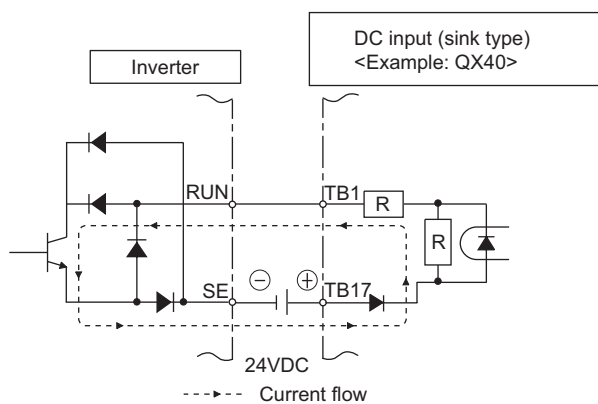 Inverter
DC input (sink type)
<Example: QX40>
RUN
TB1
R
R
SE
TB17
24VDC
Current flow